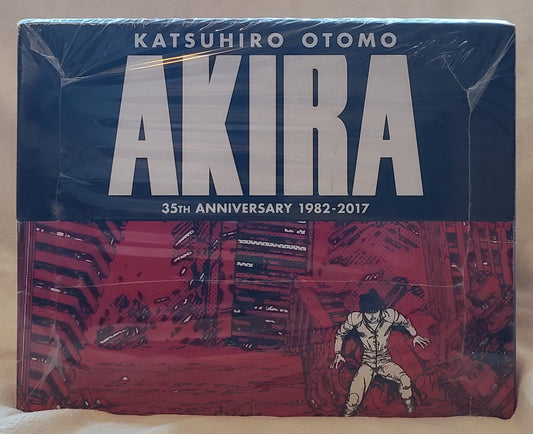 KATSUHIRO OTOMO
AKIRA
35TH ANNIVERSARY 1982-2017